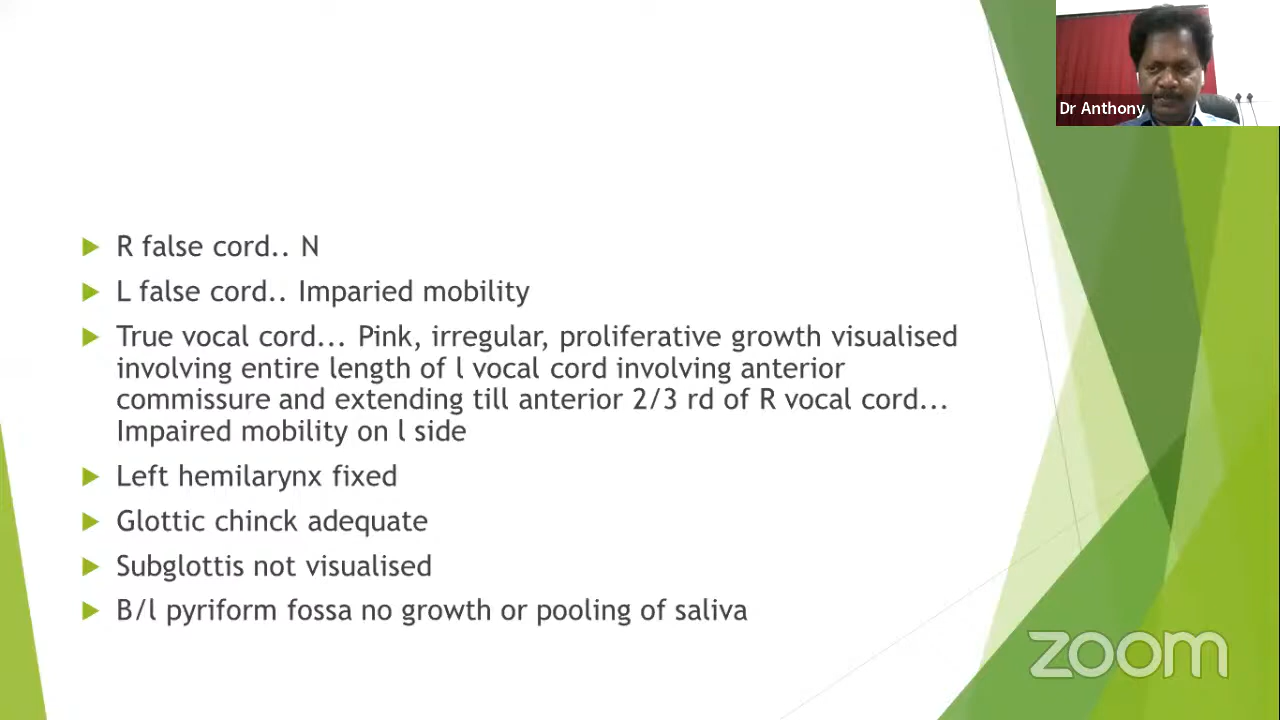 Dr Anthony
R false cord.. N
L false cord.. Imparied mobility
True vocal cord... Pink, irregular, proliferative growth visualised
involving entire length of l vocal cord involving anterior
commissure and extending till anterior 2/3 rd of R vocal cord...
Impaired mobility on l side
Left hemilarynx fixed
Glottic chinck adequate
Subglottis not visualised
B/l pyriform fossa no growth or pooling of saliva
zoom